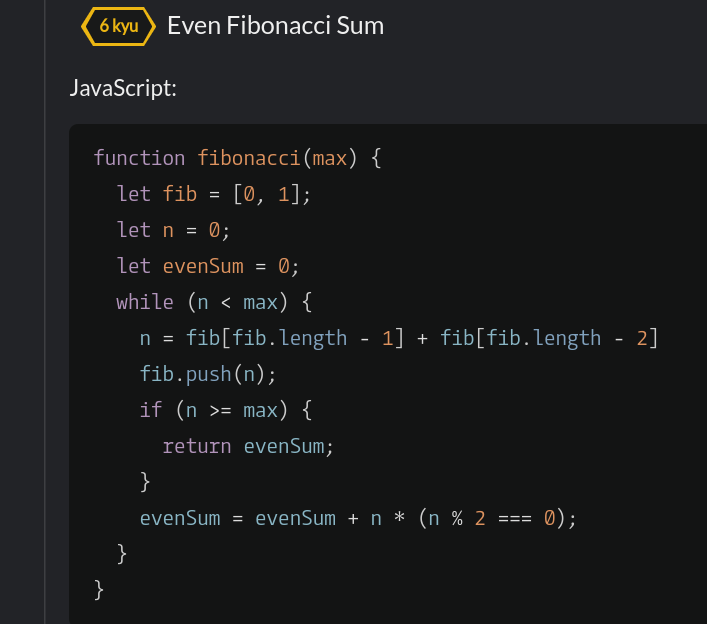 6 kyu Even Fibonacci Sum
JavaScript:
function fibonacci(max) {
  let fib = [0, 1];
  let n = 0;
  let evenSum = 0;
  while (n < max) {
    n = fib[fib.length - 1] + fib[fib.length - 2]
    fib.push(n);
    if (n >= max) {
      return evenSum;
    }
    evenSum = evenSum + n * (n % 2 === 0);
  }
}